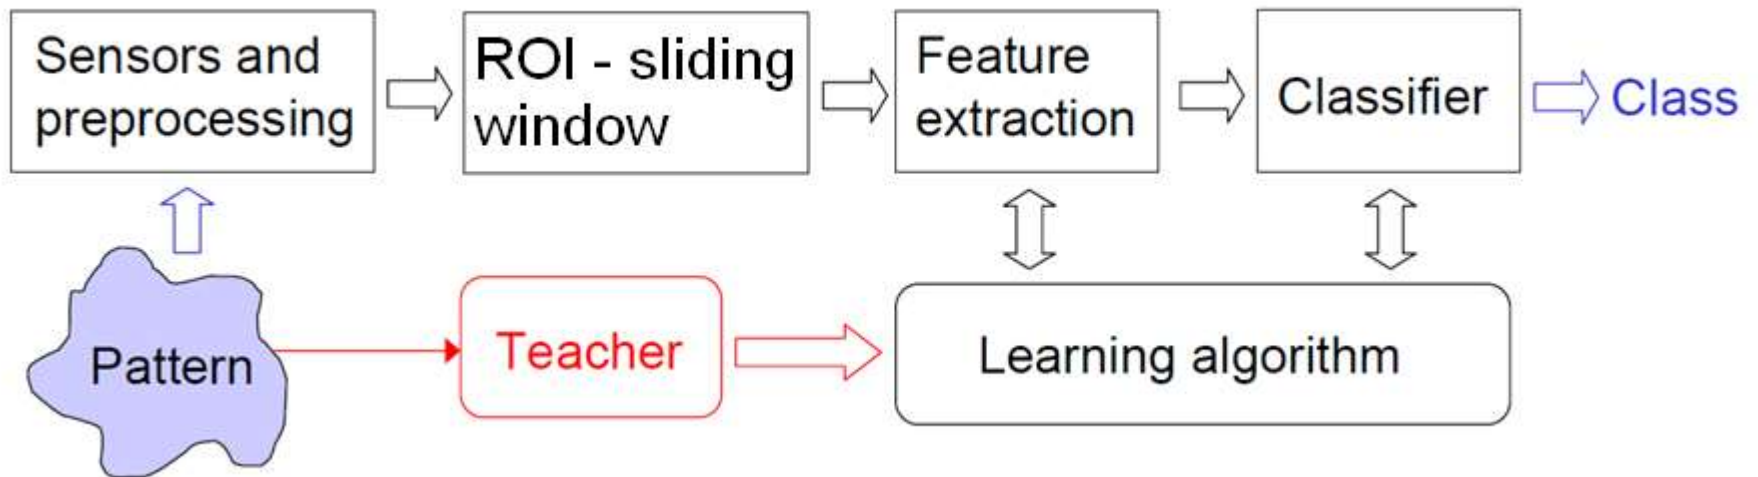 Sensors and
preprocessing
ROI - sliding
window
Feature
extraction
Classifier
Class
Pattern
Teacher
Learning algorithm